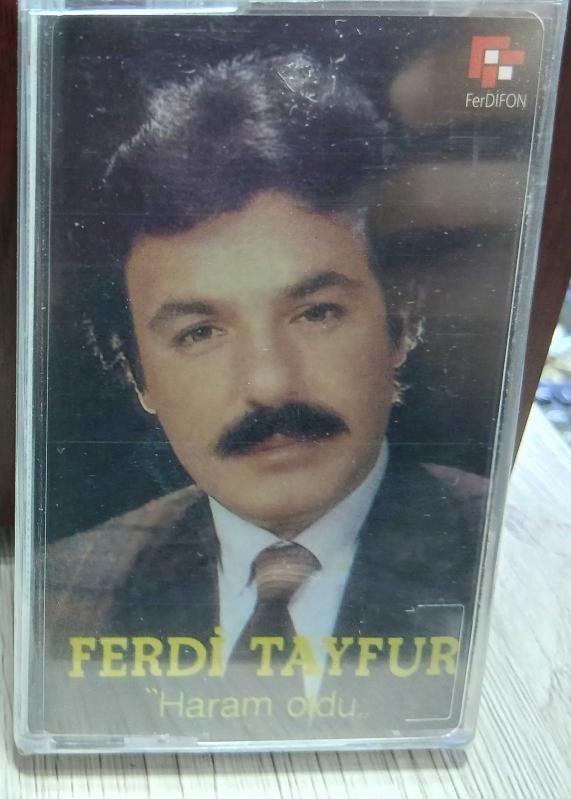 FerDİFON
FERDİ TAYFUR
"Haram oldu„